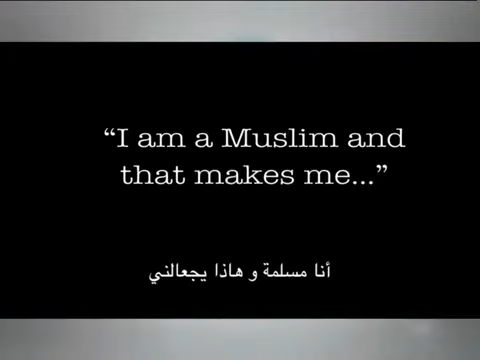 “I am a Muslim and
that makes me...”
أنا مسلمة و هاذا يجعالني